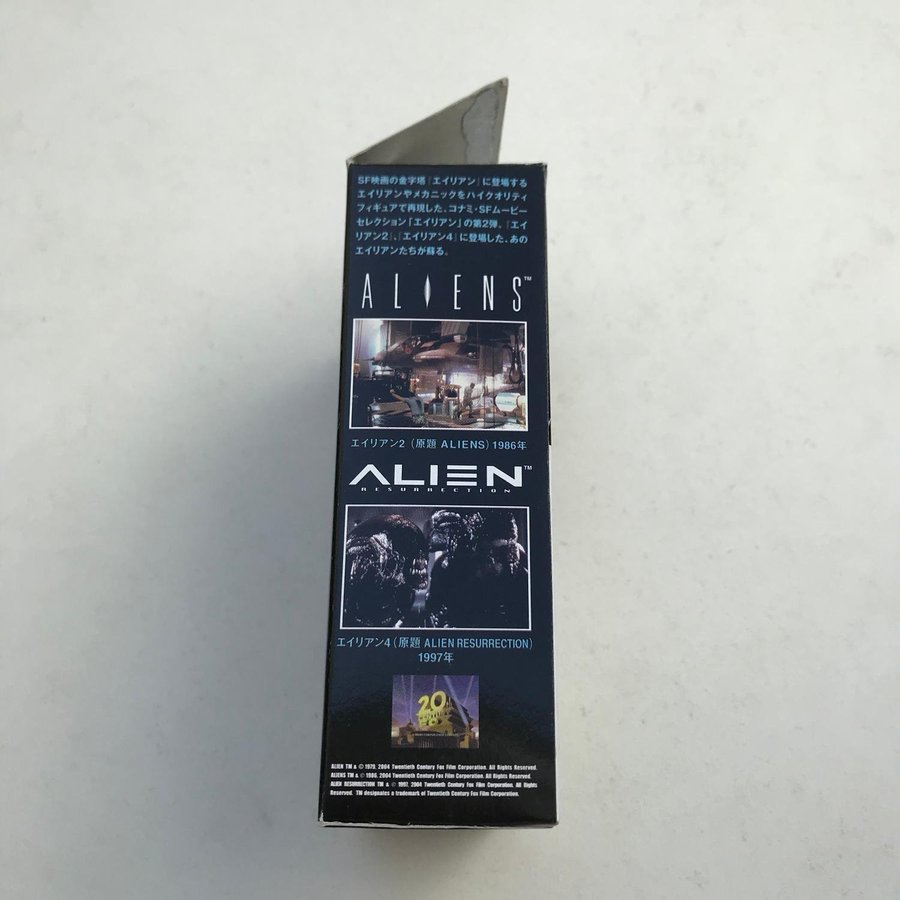 SF映画の金字塔『エイリアン』に登場する
エイリアンやメカニックをハイクオリティ
フィギュアで再現した、コナミ・SFムービー
セレクション「エイリアン」の第2弾。『エイ
リアン2』、『エイリアン4』に登場した、あの
エイリアンたちが蘇る。
ALIENS™
エイリアン2（原題 ALIENS）1986年
ALIEN™
RESURRECTION
エイリアン4（原題 ALIEN RESURRECTION）
1997年
20
CENTURY
FOX
ALIEN TM & © 1979, 2004 Twentieth Century Fox Film Corporation. All Rights Reserved.
ALIENS TM & © 1986, 2004 Twentieth Century Fox Film Corporation. All Rights Reserved.
ALIEN RESURRECTION TM & © 1997, 2004 Twentieth Century Fox Film Corporation. All Rights
Reserved. TM designates a trademark of Twentieth Century Fox Film Corporation.